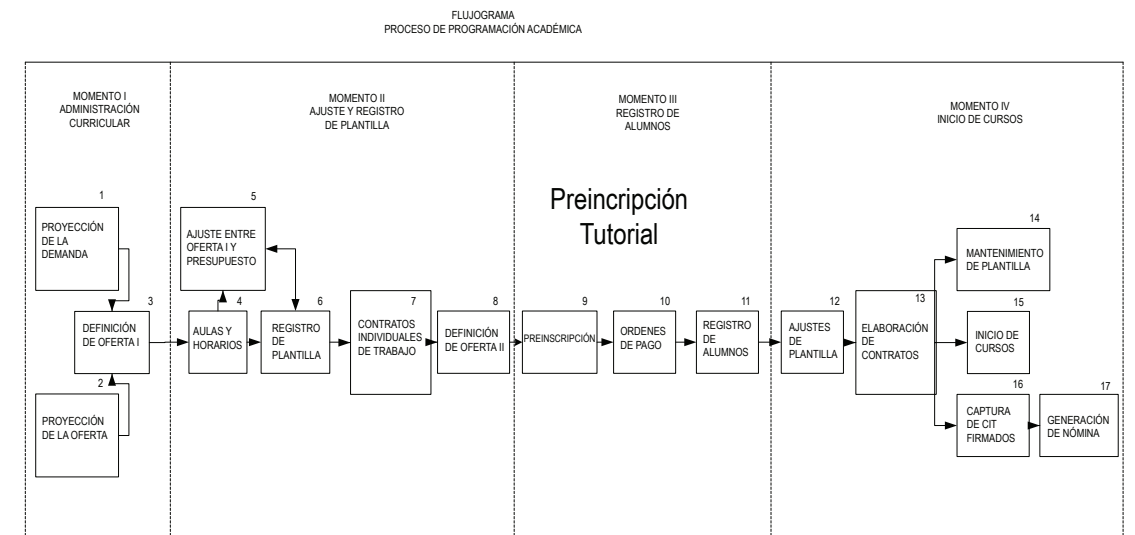 FLUJOGRAMA
PROCESO DE PROGRAMACIÓN ACADÉMICA
MOMENTO I
ADMINISTRACIÓN
CURRICULAR
MOMENTO II
AJUSTE Y REGISTRO
DE PLANTILLA
MOMENTO III
REGISTRO DE
ALUMNOS
MOMENTO IV
INICIO DE CURSOS
Preincripción
Tutorial
1
PROYECCIÓN
DE LA
DEMANDA
2
PROYECCIÓN
DE LA OFERTA
3
DEFINICIÓN
DE OFERTA I
4
AULAS Y
HORARIOS
5
AJUSTE ENTRE
OFERTA I Y
PRESUPUESTO
6
REGISTRO
DE
PLANTILLA
7
CONTRATOS
INDIVIDUALES
DE TRABAJO
8
DEFINICIÓN
DE OFERTA II
9
PREINSCRIPCIÓN
10
ORDENES
DE PAGO
11
REGISTRO
DE
ALUMNOS
12
AJUSTES
DE
PLANTILLA
13
ELABORACIÓN
DE
CONTRATOS
14
MANTENIMIENTO
DE PLANTILLA
15
INICIO DE
CURSOS
16
CAPTURA
DE CIT
FIRMADOS
17
GENERACIÓN
DE NÓMINA